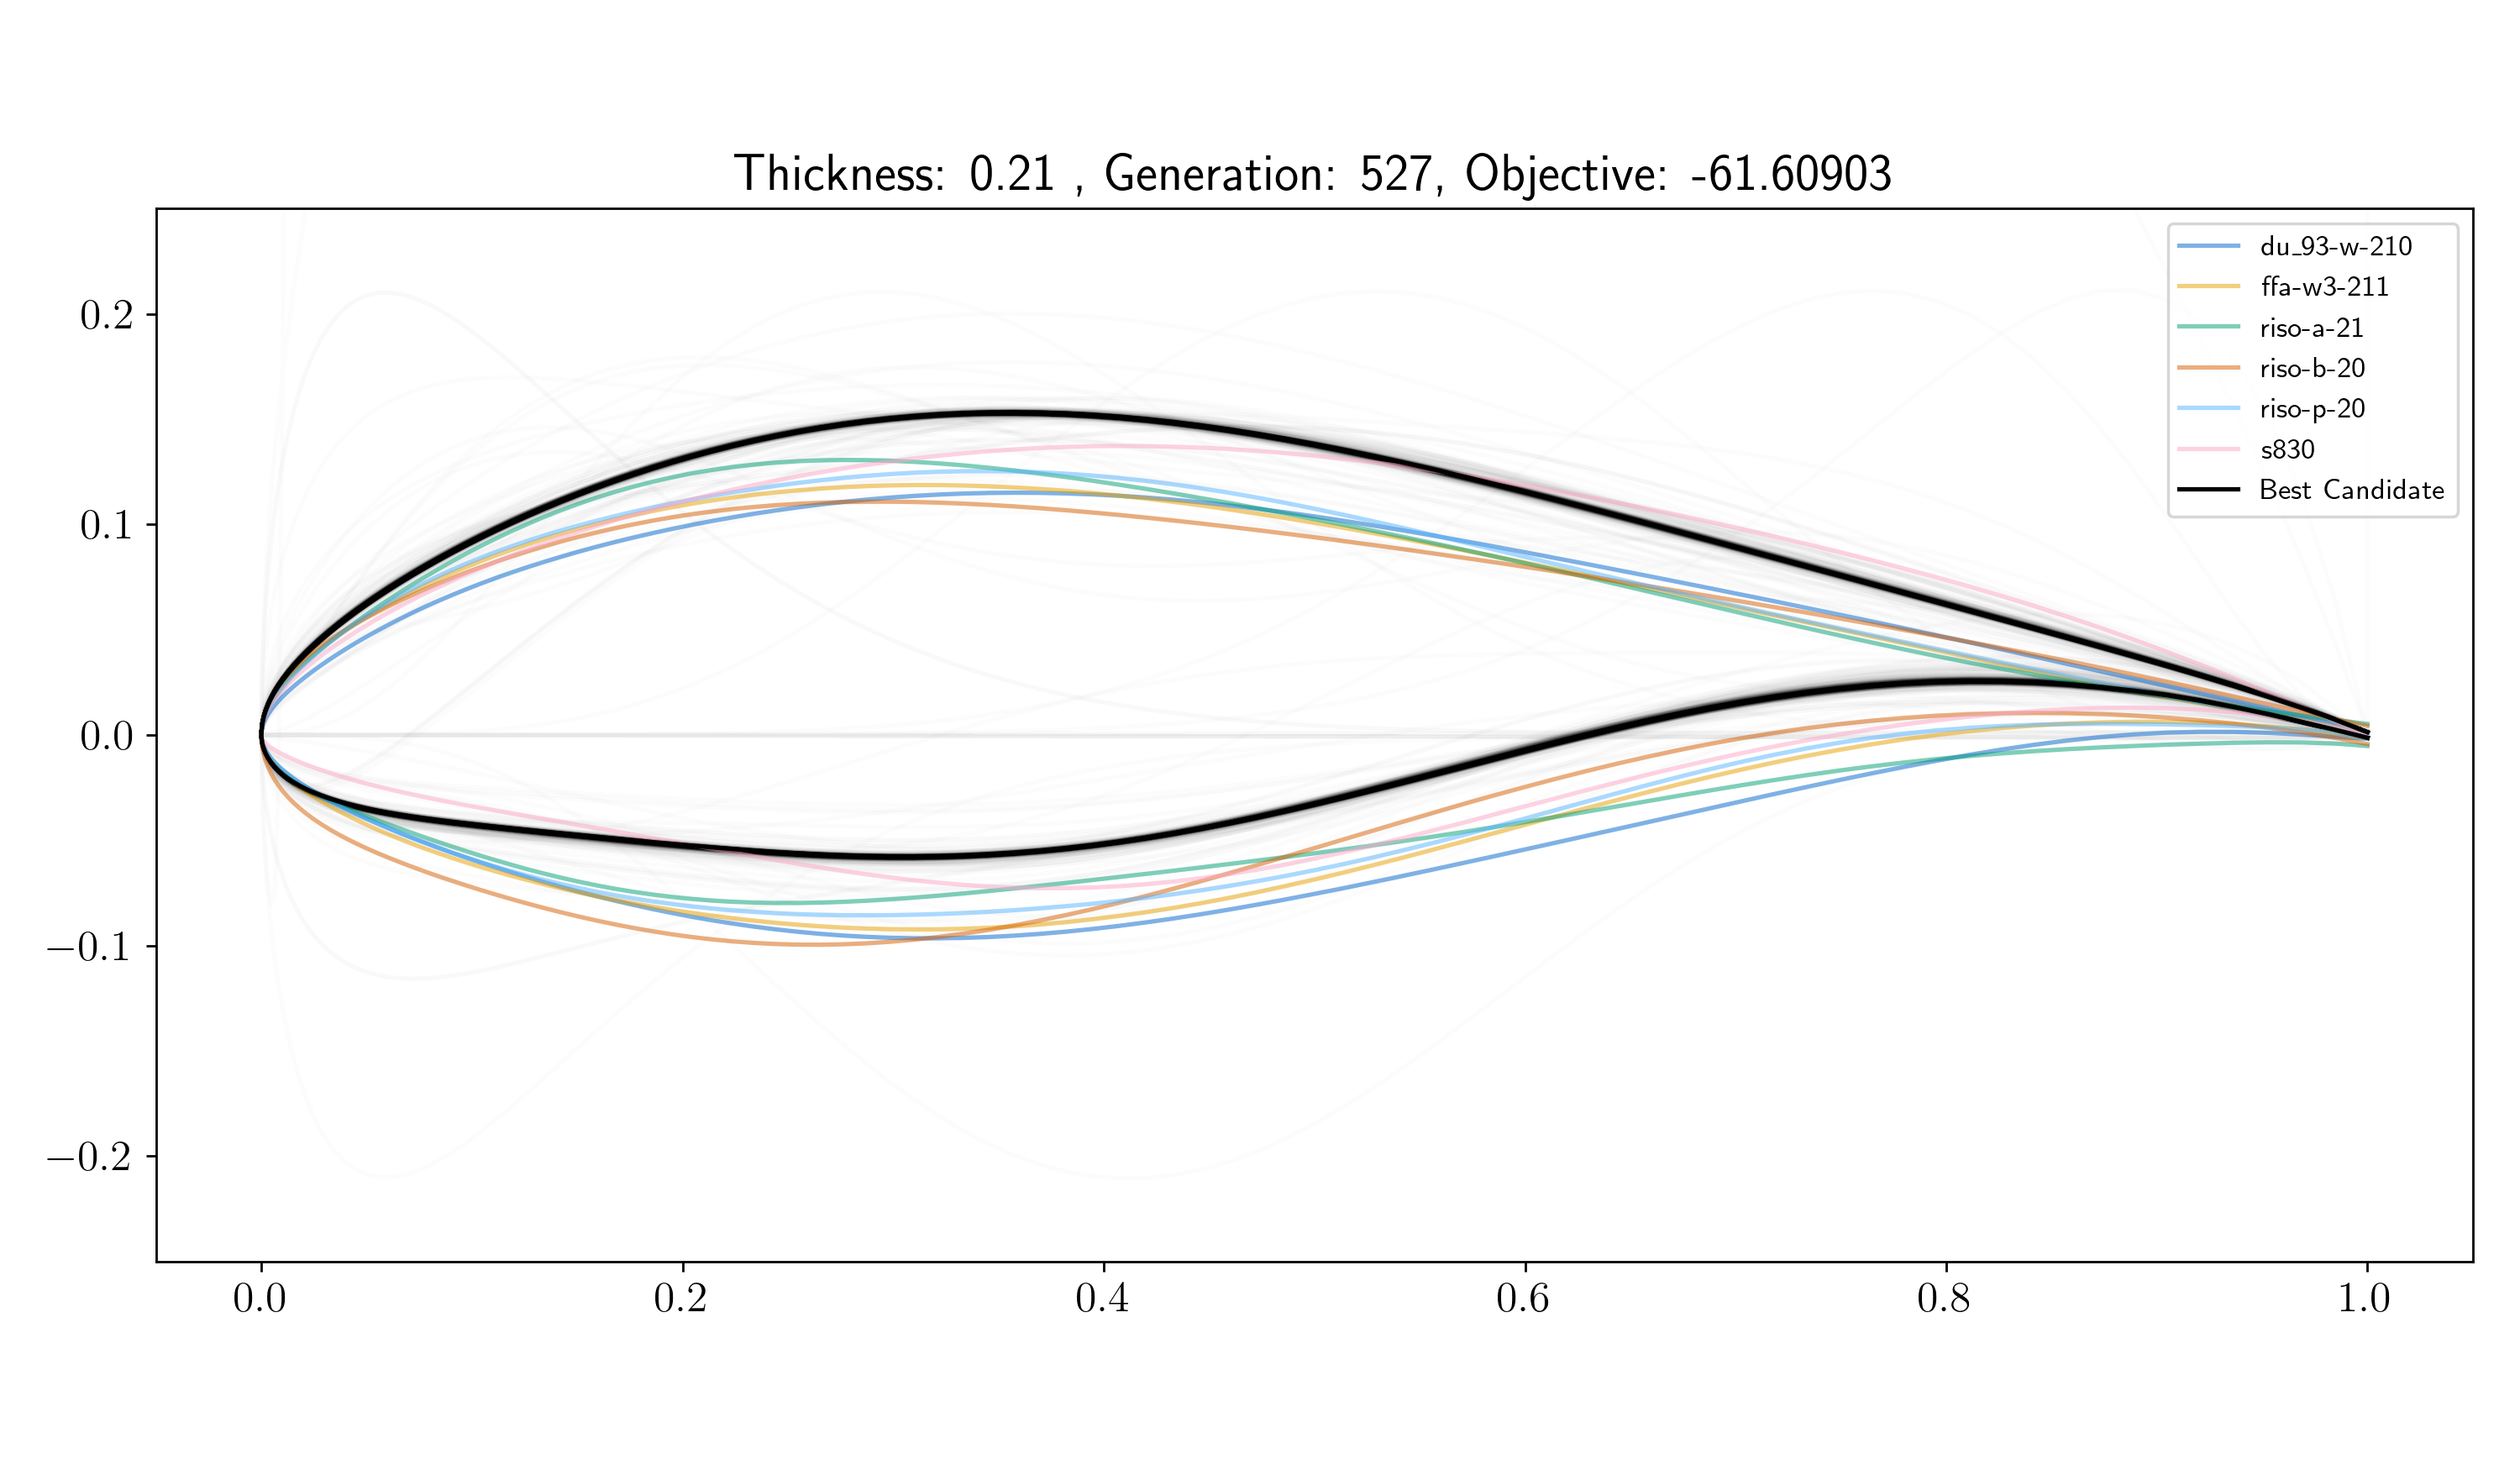 Thickness: 0.21 , Generation: 527, Objective: -61.60903
du_93-w-210
ffa-w3-211
riso-a-21
riso-b-20
riso-p-20
s830
Best Candidate
0.2
0.1
0.0
−0.1
−0.2
0.0 0.2 0.4 0.6 0.8 1.0